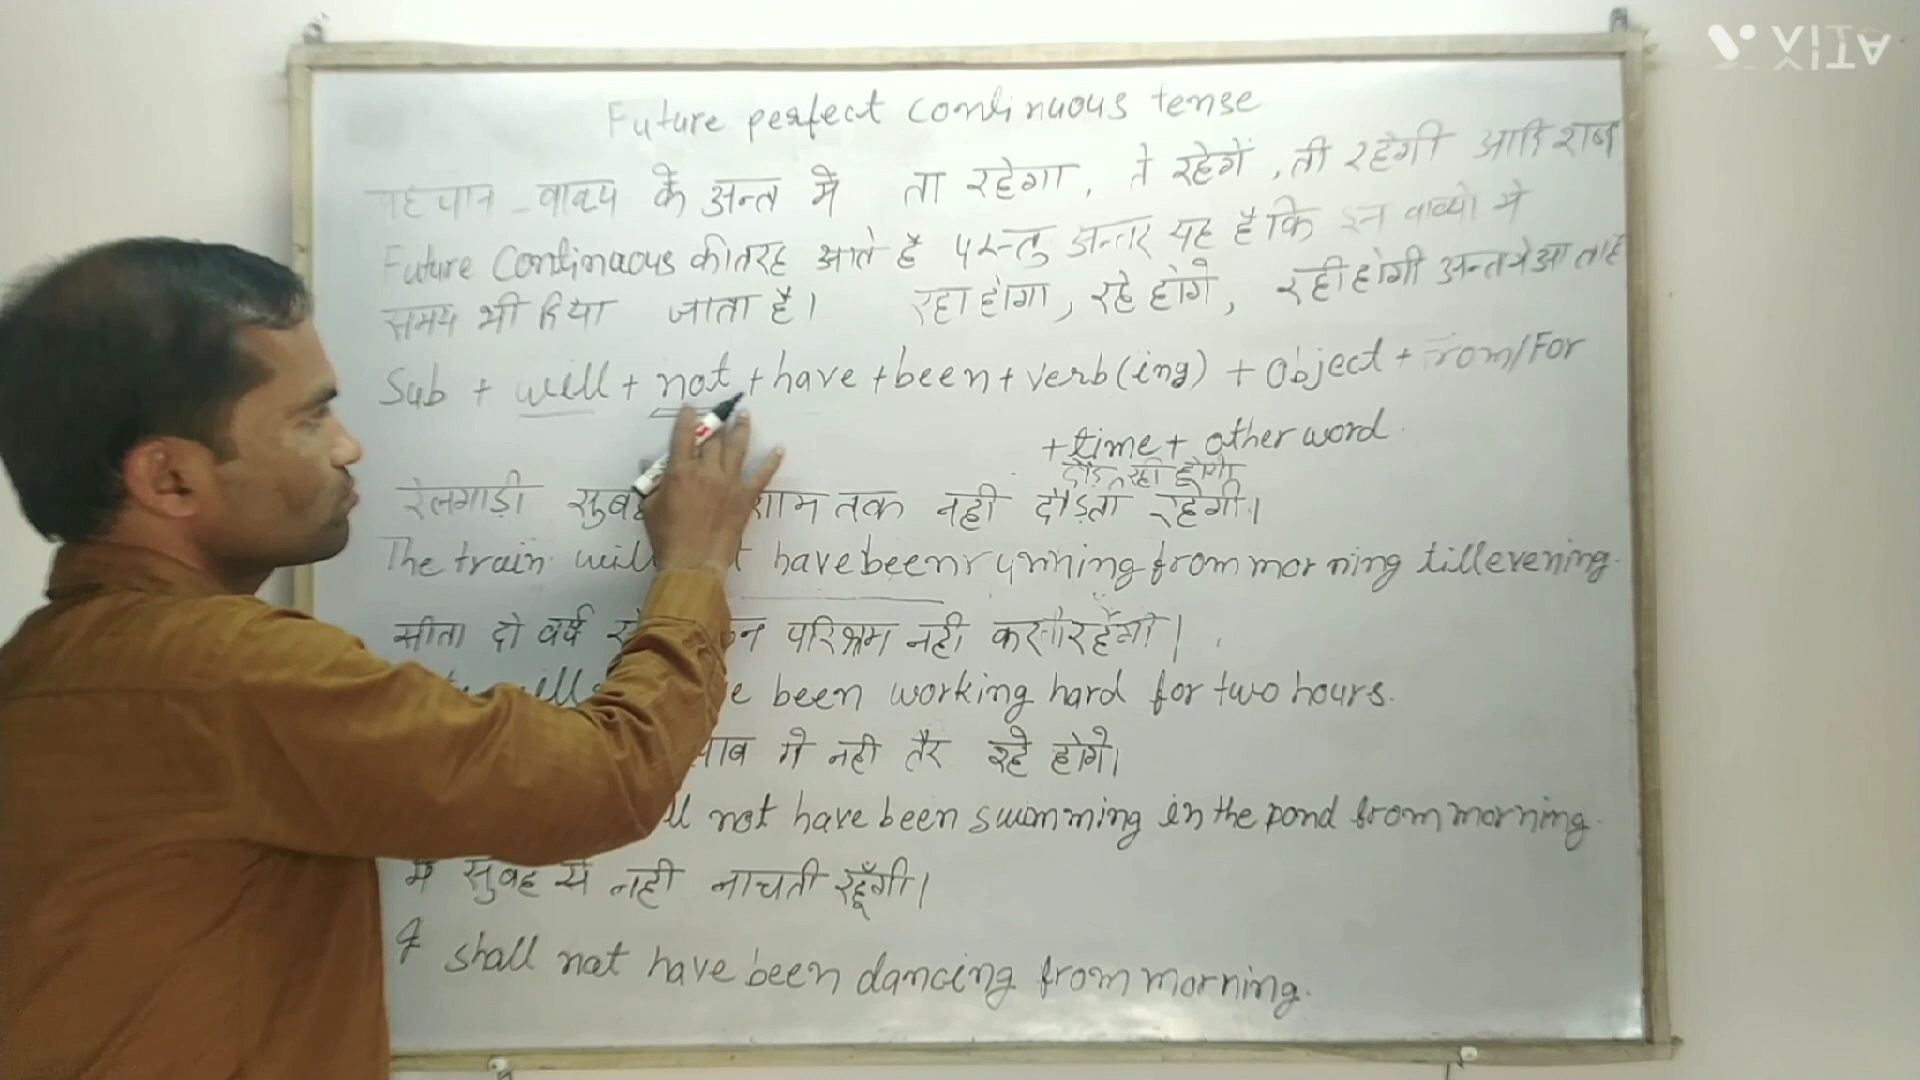 VITA
Future perfect continuous tense
पहचान - वाक्य के अन्त मे ता रहेगा, ते रहेगें, ती रहेगी आदि शब्द
Future Continuous की तरह आते है परन्तु अन्तर यह है कि इन वाक्यो मे
समय भी दिया जाता है। रहा होगा, रहे होगे, रही होगी अन्त मे आता है
Sub + will + not + have + been + verb (ing) + object + From/For
+ time + other word
दौड़ रही होगी
रेलगाड़ी सुबह शाम तक नही दौड़ती रहेगी।
The train will have been running from morning till evening.
सीता दो वर्ष परिश्रम नही करती रहेगी।
been working hard for two hours.
मे नही तैर रहे होगे।
not have been swimming in the pond from morning.
मै सुबह से नही नाचती रहूँगी।
I shall not have been dancing from morning.